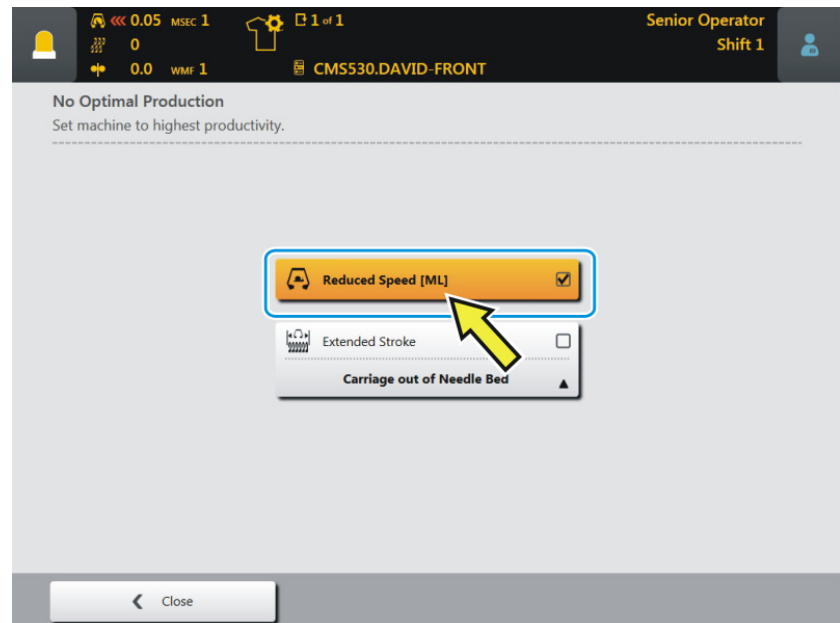 0.05 MSEC 1
1 of 1
Senior Operator
0
Shift 1
0.0 WMF 1
CMS530.DAVID-FRONT
No Optimal Production
Set machine to highest productivity.
Reduced Speed [ML]
Extended Stroke
Carriage out of Needle Bed
Close